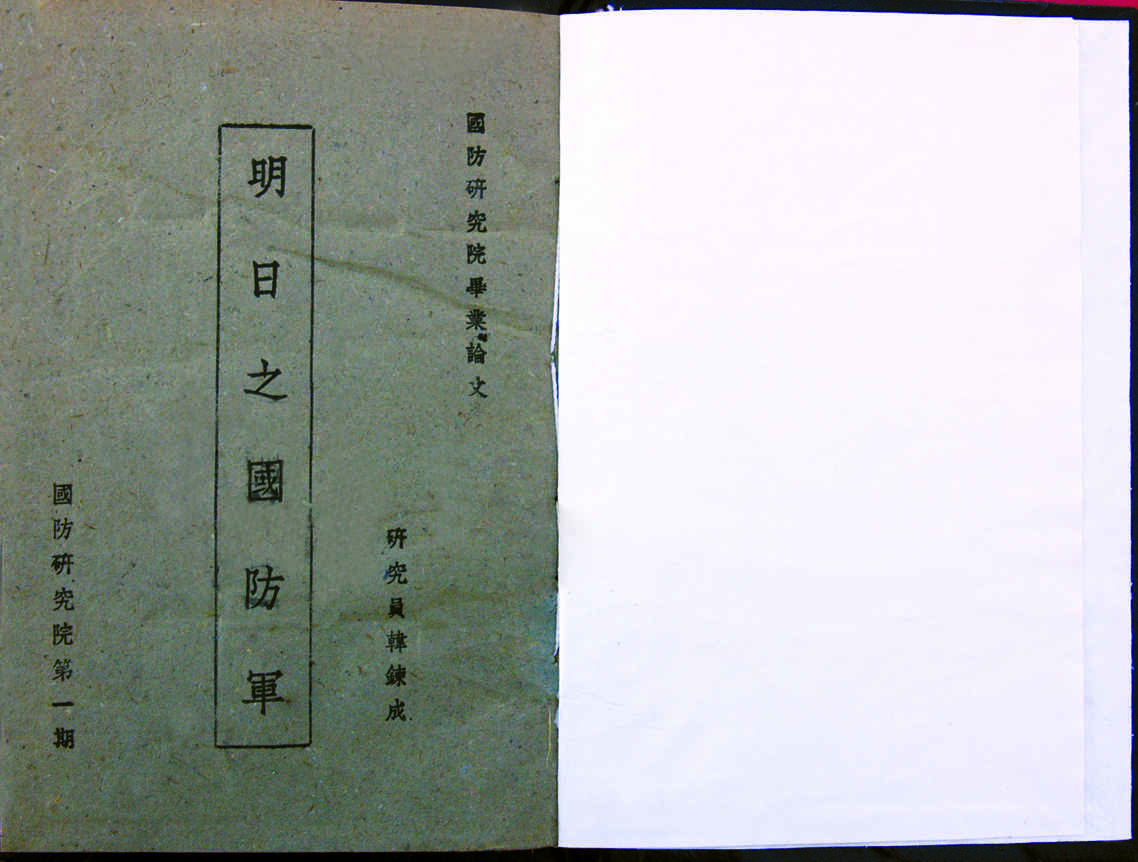 國防研究院畢業論文
研究員韓鍊成
明日之國防軍
國防研究院第一期